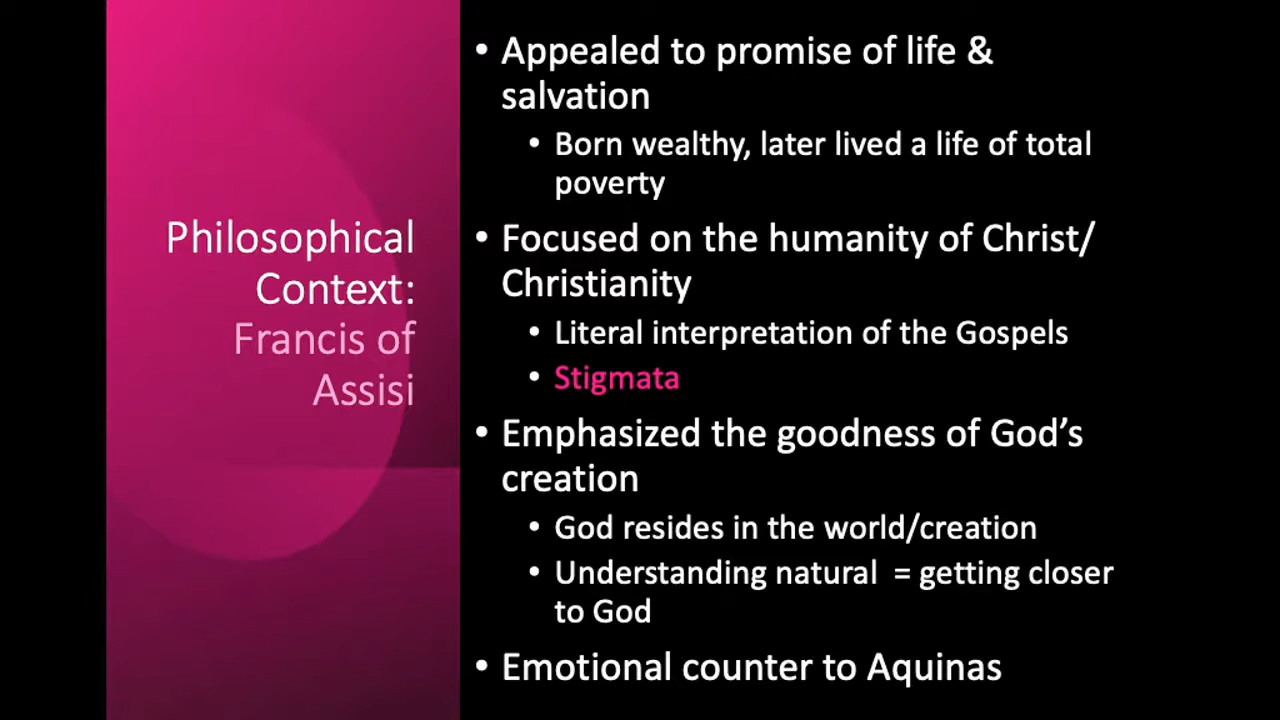 Philosophical
Context:
Francis of
Assisi
• Appealed to promise of life &
salvation
• Born wealthy, later lived a life of total
poverty
• Focused on the humanity of Christ/
Christianity
• Literal interpretation of the Gospels
• Stigmata
• Emphasized the goodness of God’s
creation
• God resides in the world/creation
• Understanding natural  = getting closer
to God
• Emotional counter to Aquinas